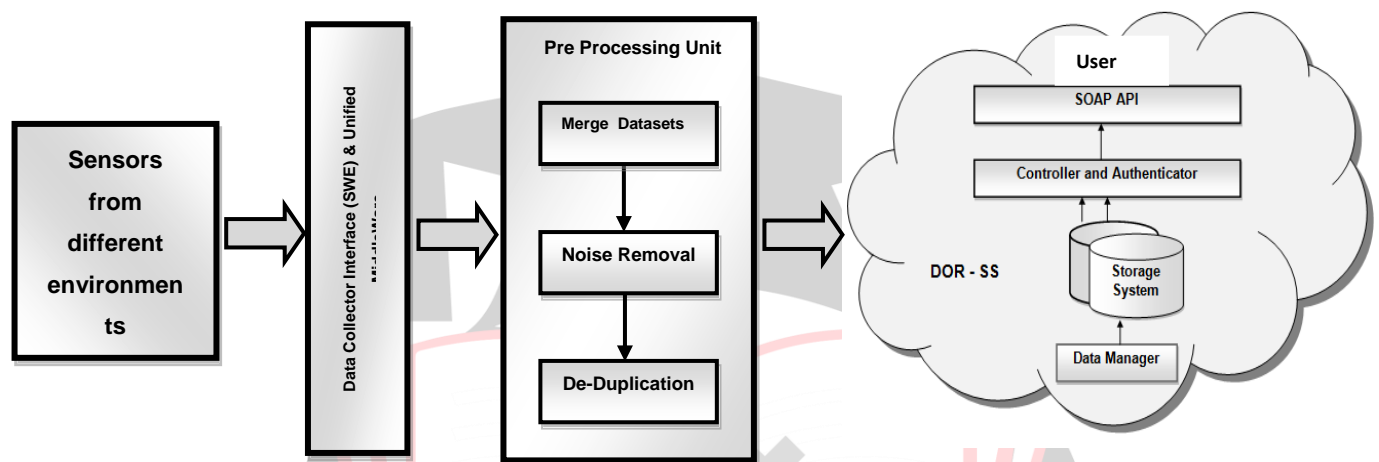 Sensors
from
different
environmen
ts
Data Collector Interface (SWE) & Unified
MiddleWare
Pre Processing Unit
Merge Datasets
Noise Removal
De-Duplication
User
SOAP API
Controller and Authenticator
DOR - SS
Storage
System
Data Manager